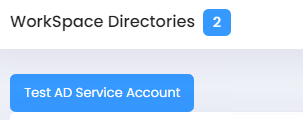 WorkSpace Directories 2
Test AD Service Account